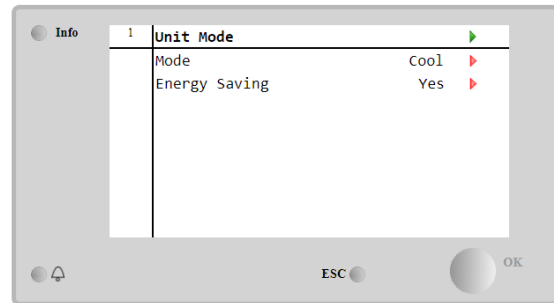 Info
1 Unit Mode
Mode Cool
Energy Saving Yes
ESC OK